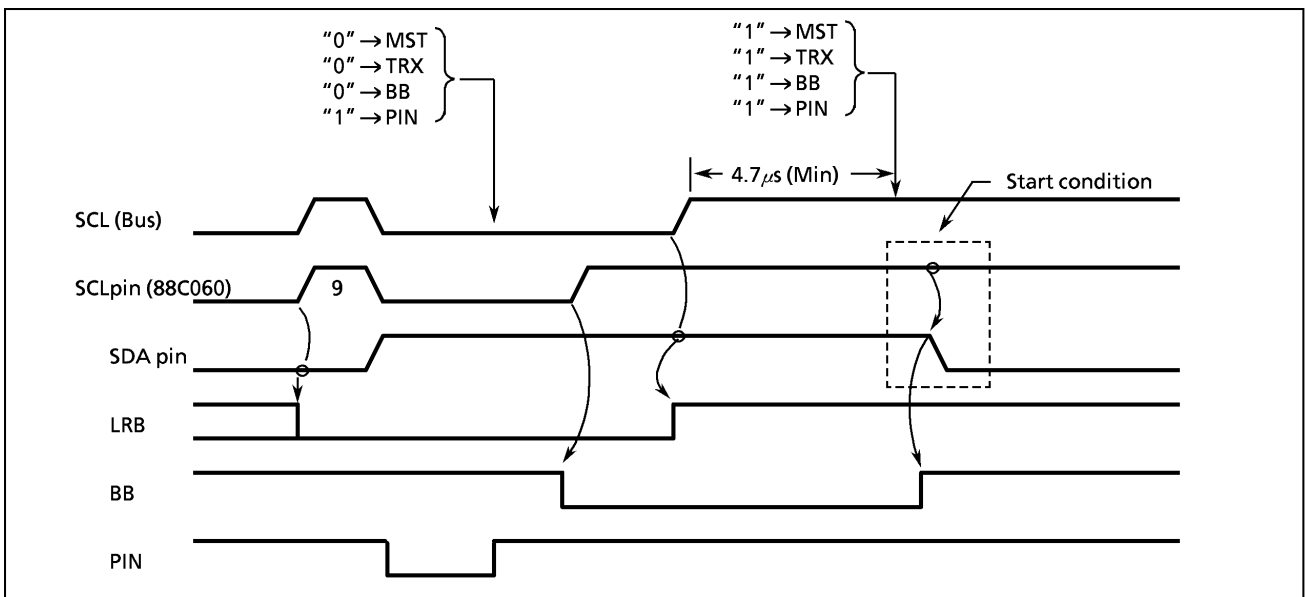 “0” → MST
“0” → TRX
“0” → BB
“1” → PIN
“1” → MST
“1” → TRX
“1” → BB
“1” → PIN
4.7μs (Min)
Start condition
SCL (Bus)
SCLpin (88C060)
9
SDA pin
LRB
BB
PIN